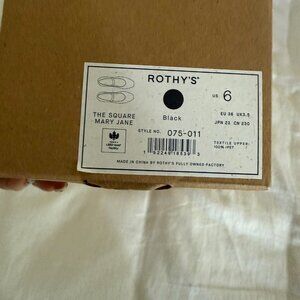 ROTHY'S®
US 6
Black
EU 36 UK3.5
JPN 23 CN 230
THE SQUARE
MARY JANE
STYLE NO. 075-011
TEXTILE UPPER:
100% rPET
MADE IN CHINA BY ROTHY'S FULLY OWNED FACTORY